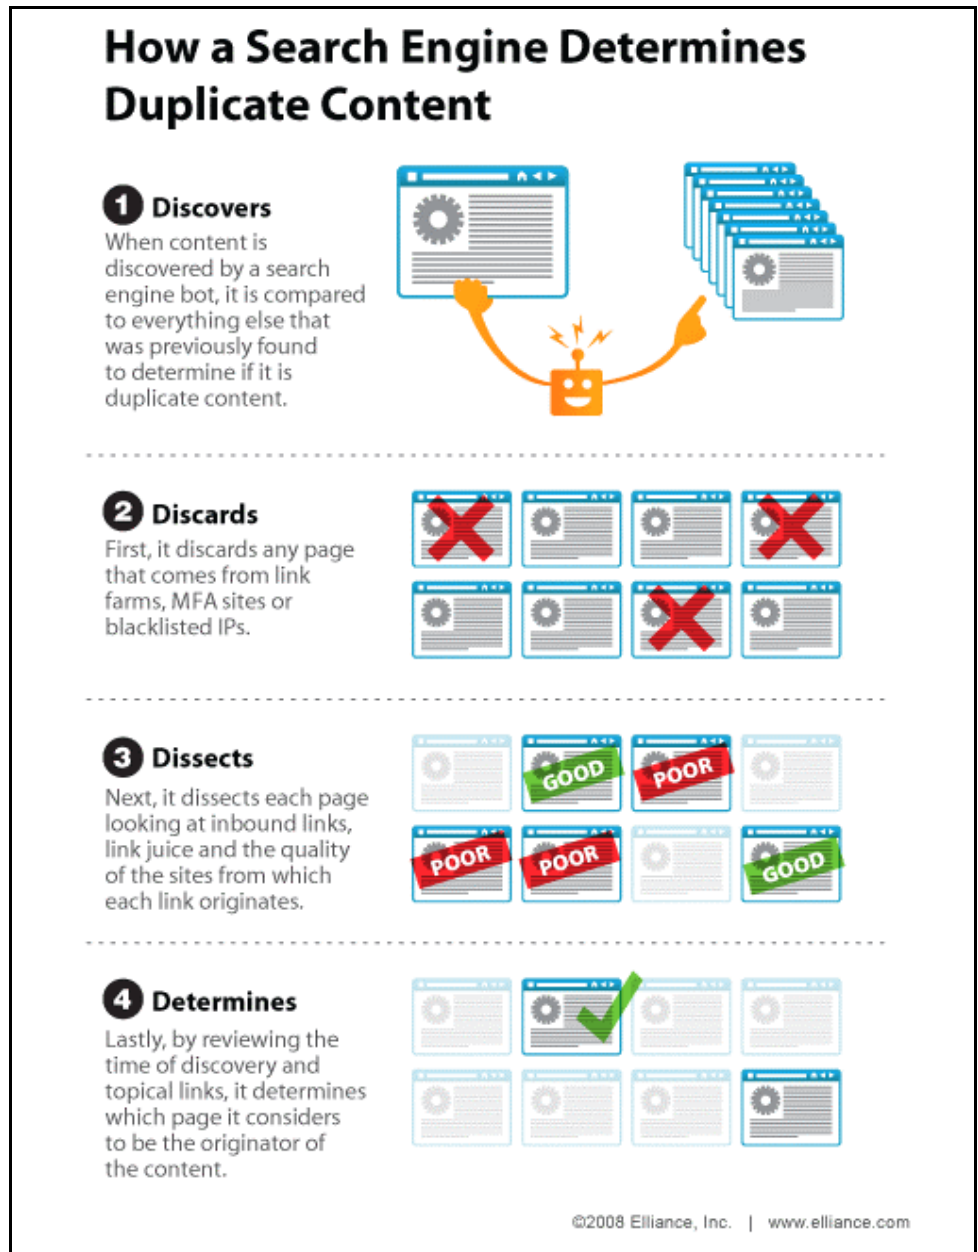 How a Search Engine Determines
Duplicate Content
1 Discovers
When content is
discovered by a search
engine bot, it is compared
to everything else that
was previously found
to determine if it is
duplicate content.
2 Discards
First, it discards any page
that comes from link
farms, MFA sites or
blacklisted IPs.
3 Dissects
Next, it dissects each page
looking at inbound links,
link juice and the quality
of the sites from which
each link originates.
GOOD
POOR
POOR
POOR
GOOD
4 Determines
Lastly, by reviewing the
time of discovery and
topical links, it determines
which page it considers
to be the originator of
the content.
©2008 Elliance, Inc. | www.elliance.com